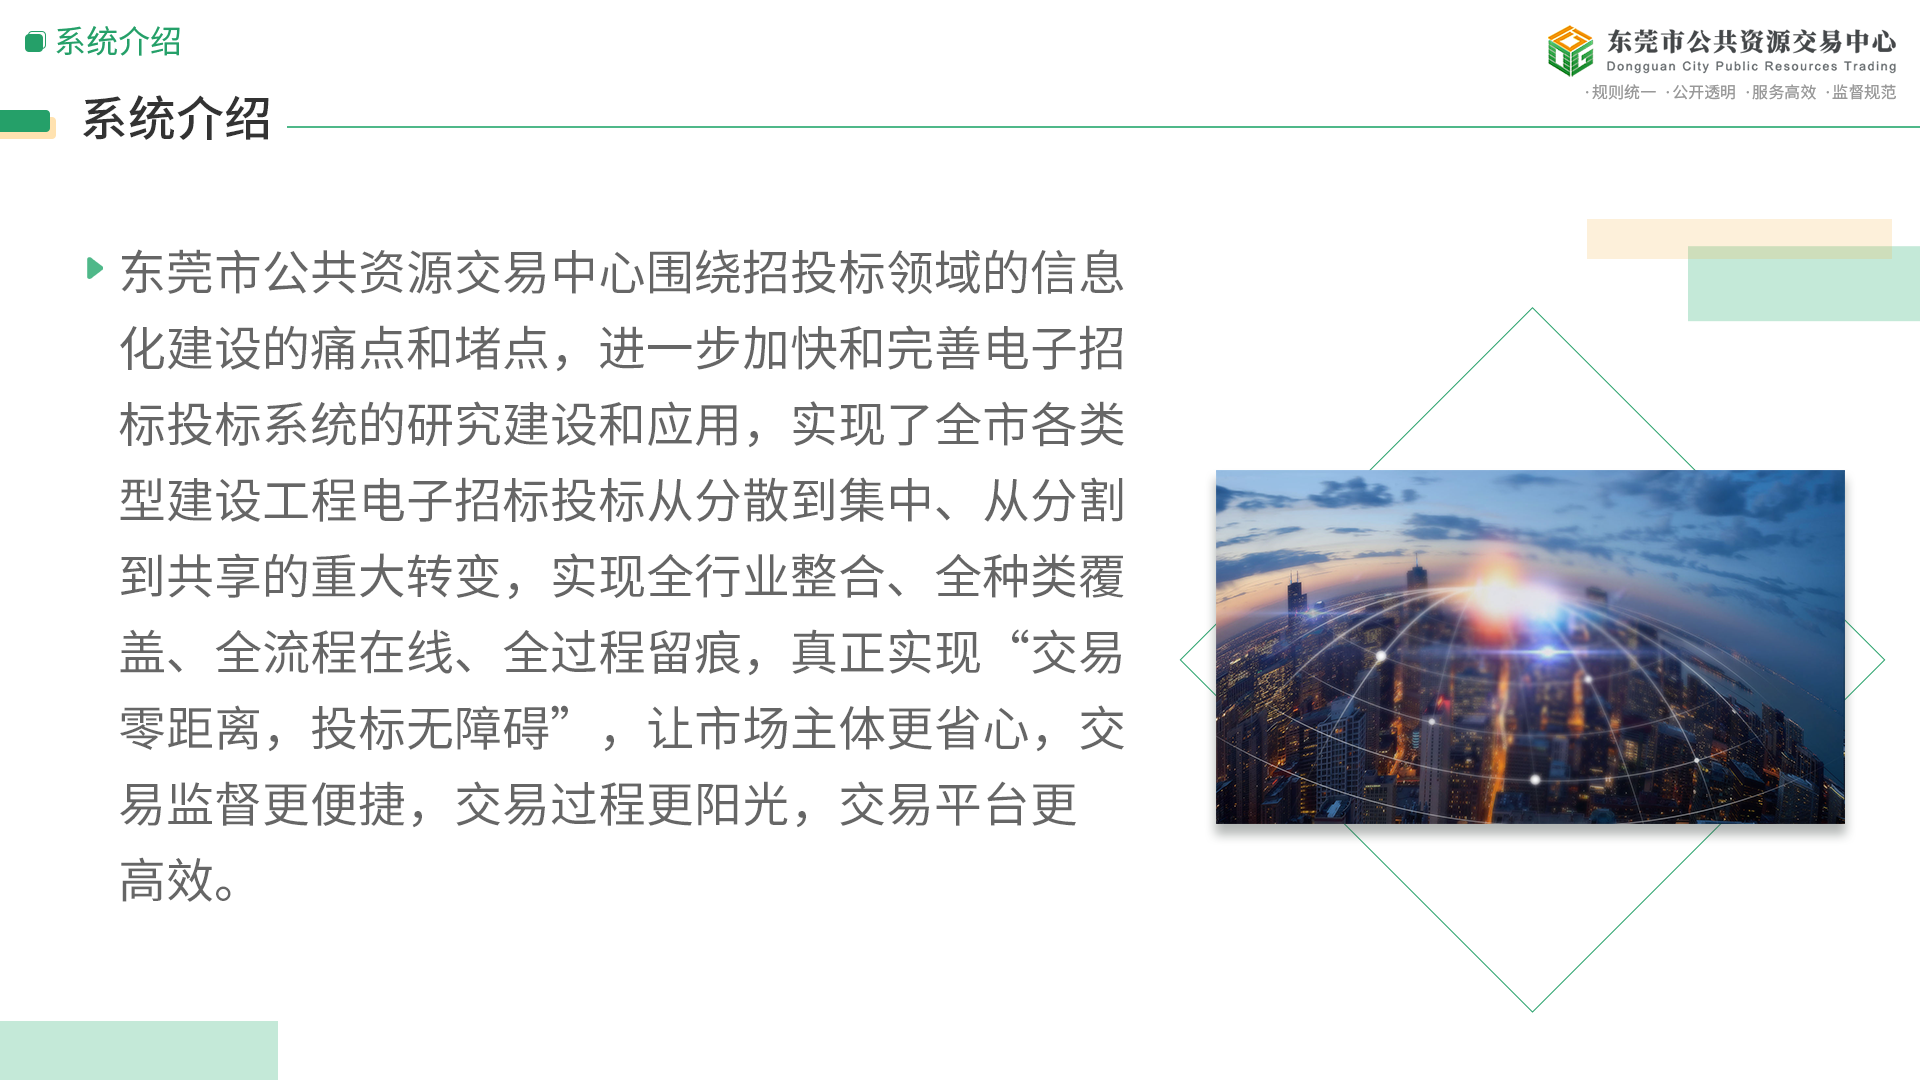 系统介绍
东莞市公共资源交易中心
Dongguan City Public Resources Trading
·规则统一 ·公开透明 ·服务高效 ·监督规范
系统介绍
东莞市公共资源交易中心围绕招投标领域的信息
化建设的痛点和堵点，进一步加快和完善电子招
标投标系统的研究建设和应用，实现了全市各类
型建设工程电子招标投标从分散到集中、从分割
到共享的重大转变，实现全行业整合、全种类覆
盖、全流程在线、全过程留痕，真正实现“交易
零距离，投标无障碍”，让市场主体更省心，交
易监督更便捷，交易过程更阳光，交易平台更
高效。